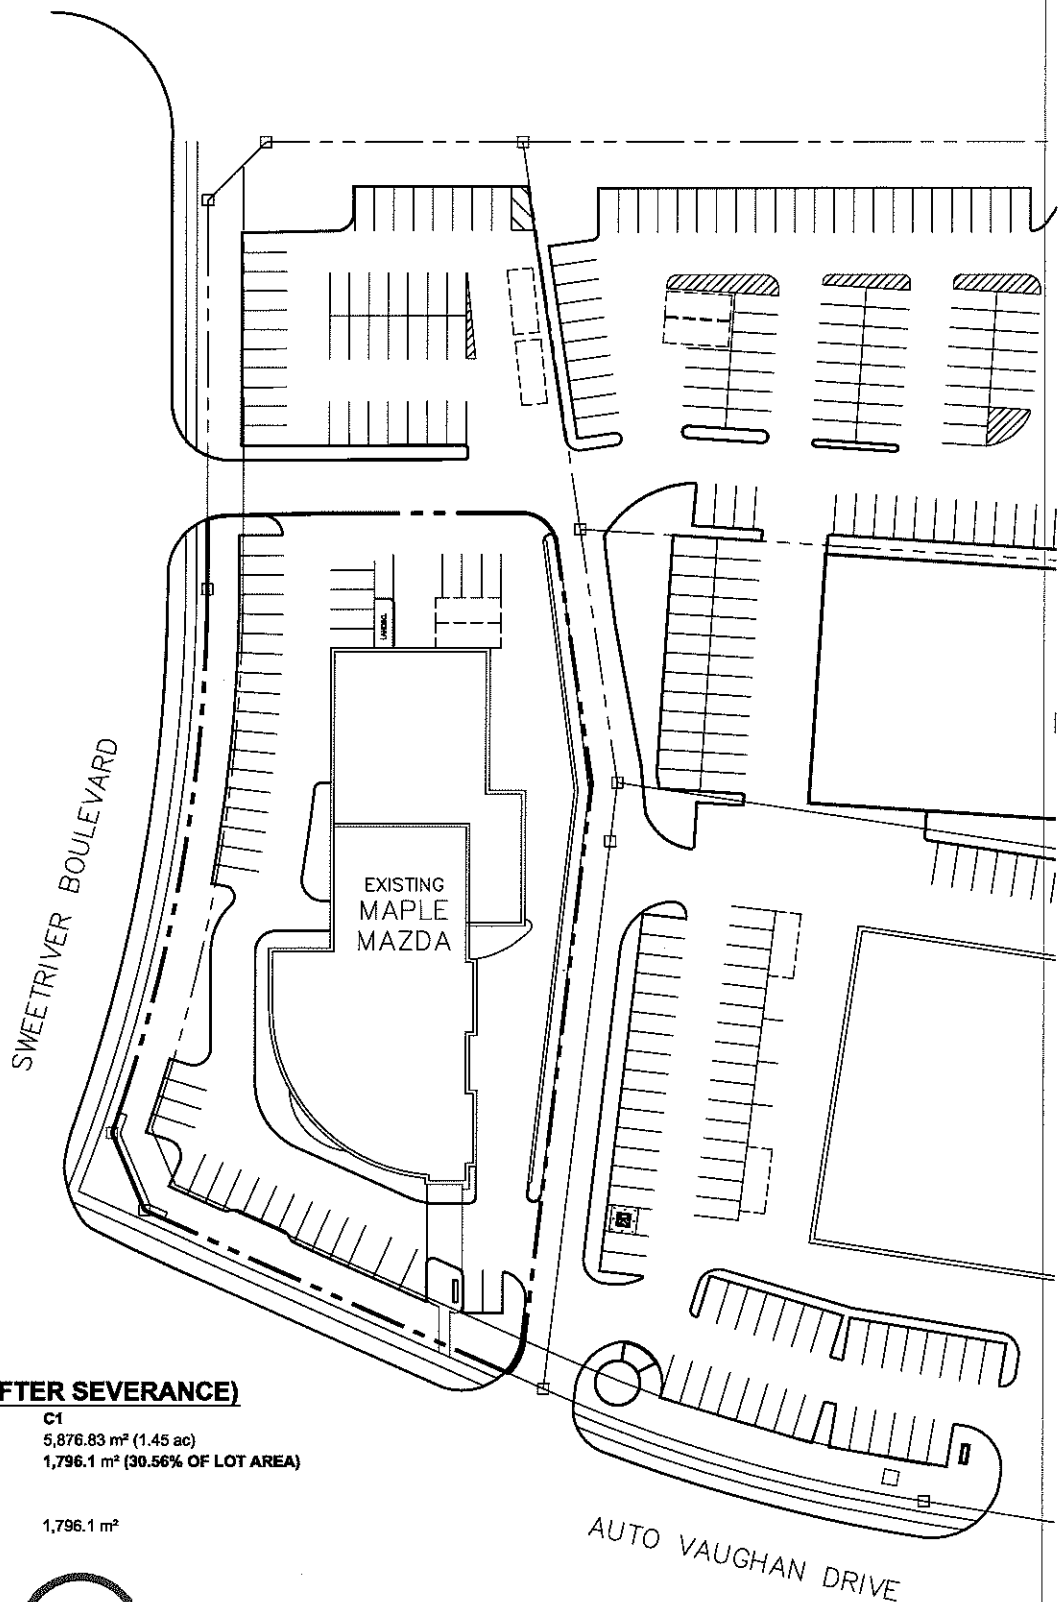 LANDING
SWEETRIVER BOULEVARD
EXISTING
MAPLE
MAZDA
FTER SEVERANCE)
C1
5,876.83 m² (1.45 ac)
1,796.1 m² (30.56% OF LOT AREA)
1,796.1 m²
AUTO VAUGHAN DRIVE